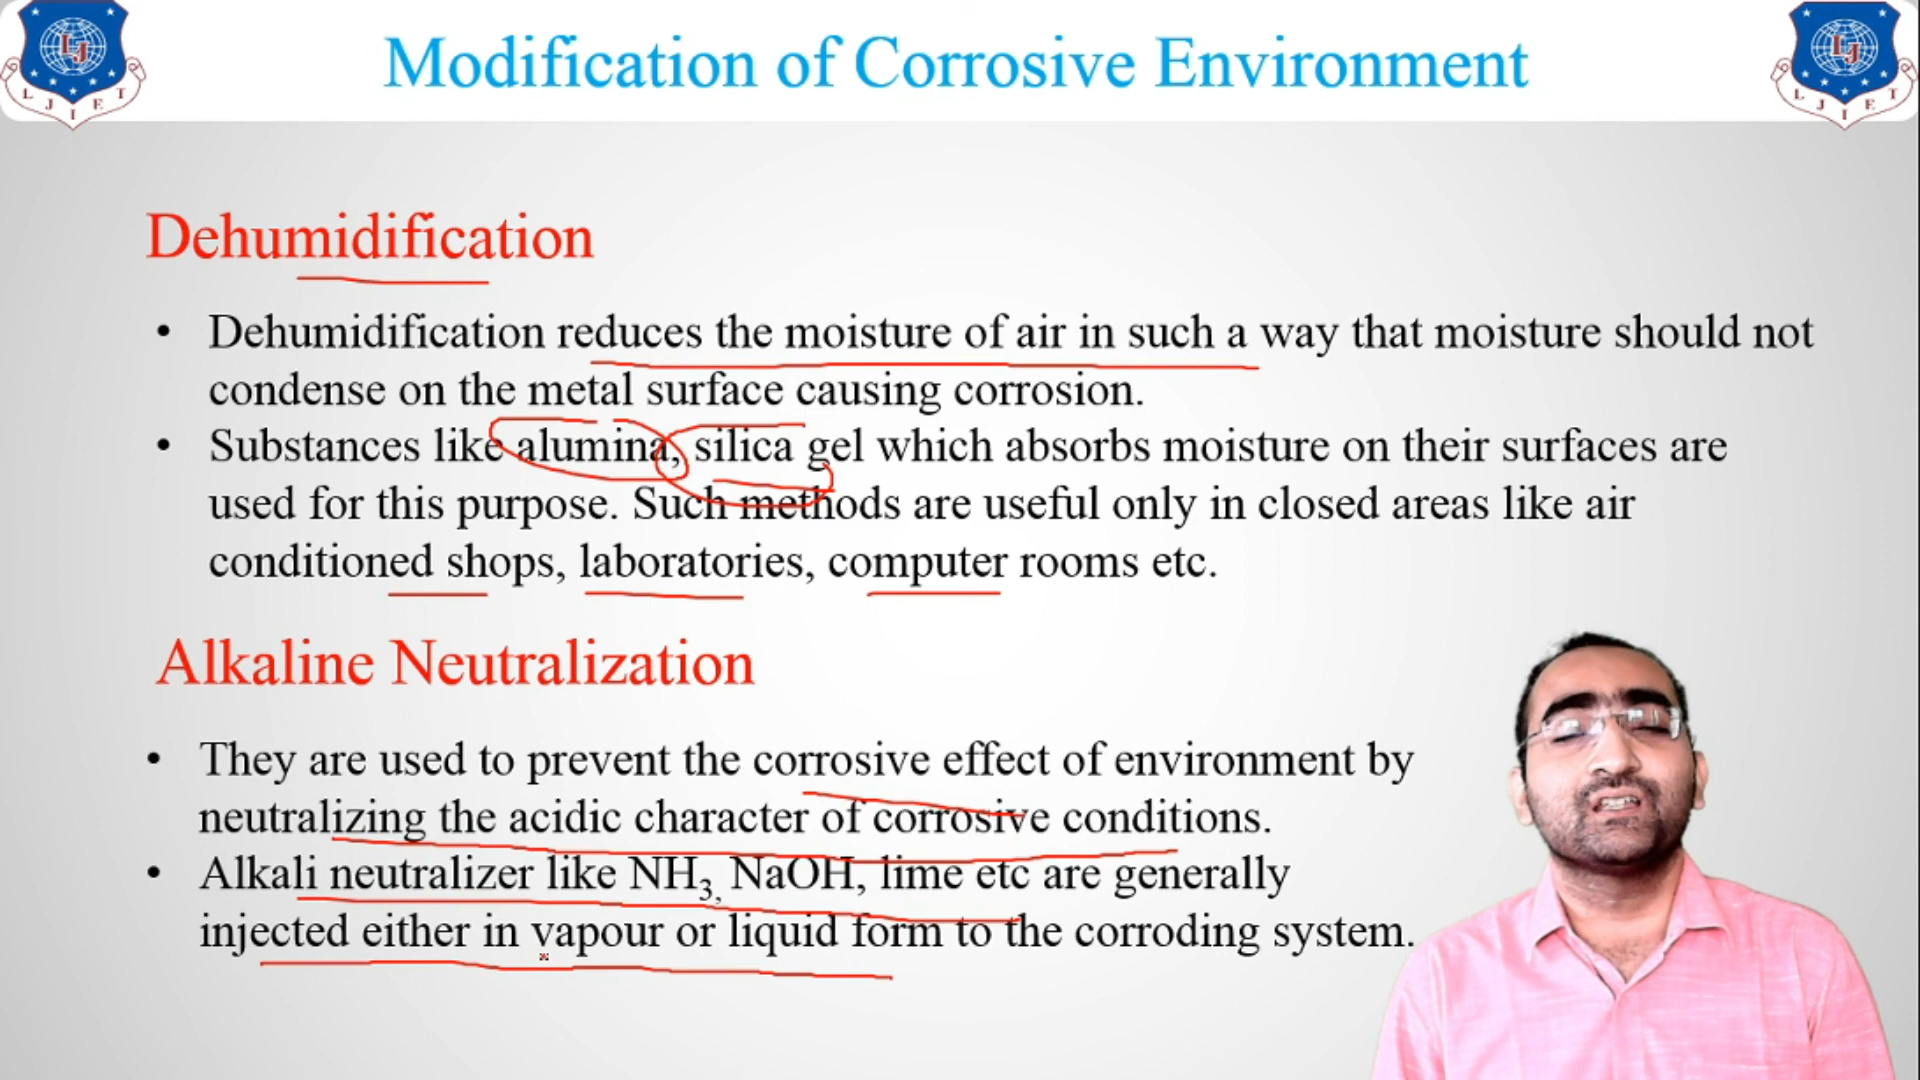 Modification of Corrosive Environment
L J I E T
L J I E T
Dehumidification
• Dehumidification reduces the moisture of air in such a way that moisture should not
condense on the metal surface causing corrosion.
• Substances like alumina, silica gel which absorbs moisture on their surfaces are
used for this purpose. Such methods are useful only in closed areas like air
conditioned shops, laboratories, computer rooms etc.
Alkaline Neutralization
• They are used to prevent the corrosive effect of environment by
neutralizing the acidic character of corrosive conditions.
• Alkali neutralizer like NH3, NaOH, lime etc are generally
injected either in vapour or liquid form to the corroding system.